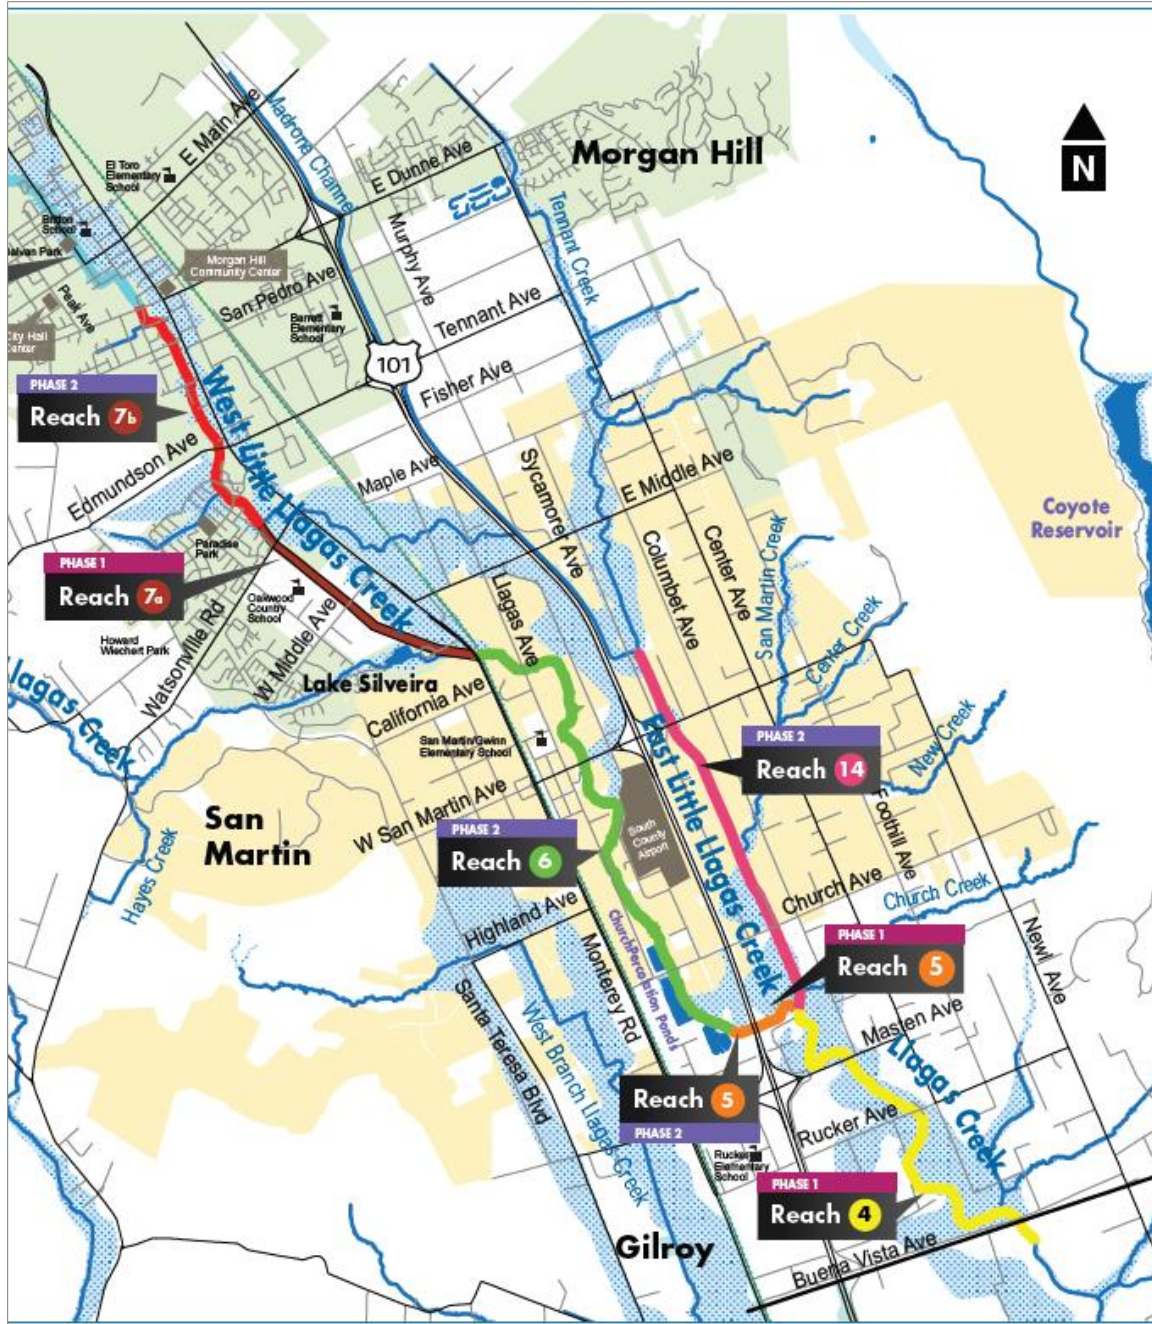 E Main Ave
Madrone Channel
El Toro
Elementary
School
E Dunne Ave
Morgan Hill
N
Britton
School
Tennant Creek
Murphy Ave
Morgan Hill
Community Center
San Pedro Ave
Peak Ave
Barrett
Elementary
School
Tennant Ave
City Hall
Center
101
Fisher Ave
PHASE 2
Reach 7b
West Little Llagas Creek
Edmundson Ave
Maple Ave
Sycamorer Ave
E Middle Ave
Coyote
Reservoir
Paradise
Park
PHASE 1
Reach 7a
Columbet Ave
Center Ave
San Martin Creek
Oakwood
Country
School
Llagas Ave
Center Creek
Howard
Wiechert Park
Watsonville Rd
W Middle Ave
Lake Silveira
California Ave
Llagas Creek
San Martin/Gwinn
Elementary School
East Little Llagas Creek
PHASE 2
Reach 14
New Creek
San
Martin
W San Martin Ave
South
County
Airport
Foothill Ave
PHASE 2
Reach 6
Hayes Creek
Church Ave
Church Creek
Highland Ave
ChurchPercolation Ponds
Monterey Rd
PHASE 1
Reach 5
Newl Ave
Santa Teresa Blvd
West Branch Llagas Creek
Masten Ave
Llagas Creek
Reach 5
PHASE 2
Rucker Ave
Rucker
Elementary
School
PHASE 1
Reach 4
Gilroy
Buena Vista Ave